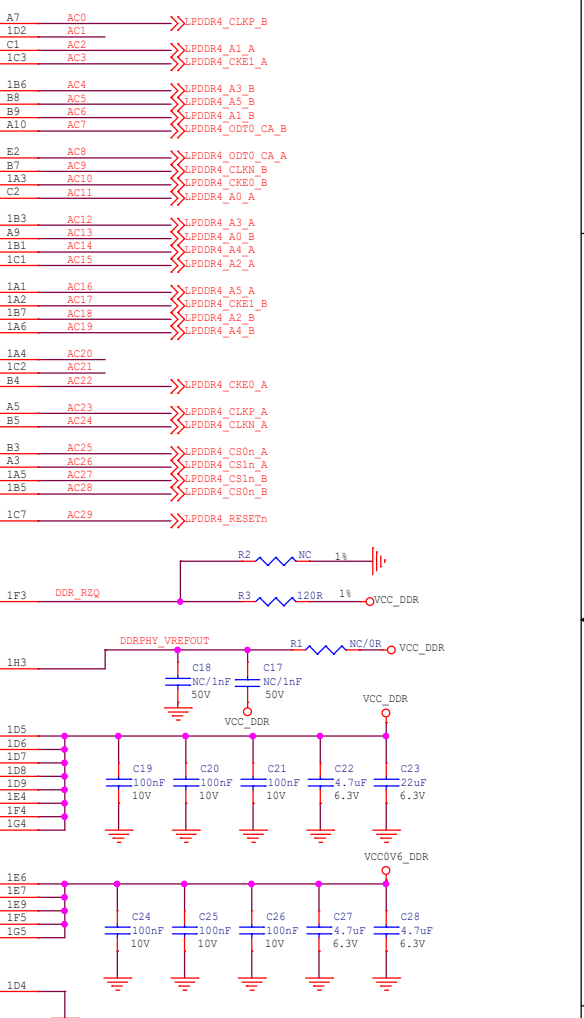 A7 AC0 LPDDR4_CLKP_B
1D2 AC1
C1 AC2 LPDDR4_A1_A
1C3 AC3 LPDDR4_CKE1_A
1B6 AC4 LPDDR4_A3_B
B8 AC5 LPDDR4_A5_B
B9 AC6 LPDDR4_A1_B
A10 AC7 LPDDR4_ODT0_CA_B
E2 AC8 LPDDR4_ODT0_CA_A
B7 AC9 LPDDR4_CLKN_B
1A3 AC10 LPDDR4_CKE0_B
C2 AC11 LPDDR4_A0_A
1B3 AC12 LPDDR4_A3_A
A9 AC13 LPDDR4_A0_B
1B1 AC14 LPDDR4_A4_A
1C1 AC15 LPDDR4_A2_A
1A1 AC16 LPDDR4_A5_A
1A2 AC17 LPDDR4_CKE1_B
1B7 AC18 LPDDR4_A2_B
1A6 AC19 LPDDR4_A4_B
1A4 AC20
1C2 AC21
B4 AC22 LPDDR4_CKE0_A
A5 AC23 LPDDR4_CLKP_A
B5 AC24 LPDDR4_CLKN_A
B3 AC25 LPDDR4_CS0n_A
A3 AC26 LPDDR4_CS1n_A
1A5 AC27 LPDDR4_CS1n_B
1B5 AC28 LPDDR4_CS0n_B
1C7 AC29 LPDDR4_RESETn
R2 NC 1%
1F3 DDR_RZQ R3 120R 1% VCC_DDR
DDRPHY_VREFOUT R1 NC/0R VCC_DDR
1H3 C18 C17
NC/1nF NC/1nF
50V 50V
VCC_DDR
VCC_DDR
1D5
1D6
1D7
1D8 C19 C20 C21 C22 C23
1D9 100nF 100nF 100nF 4.7uF 22uF
1E4 10V 10V 10V 6.3V 6.3V
1F4
1G4
VCC0V6_DDR
1E6
1E7
1E9
1F5 C24 C25 C26 C27 C28
1G5 100nF 100nF 100nF 4.7uF 4.7uF
10V 10V 10V 6.3V 6.3V
1D4